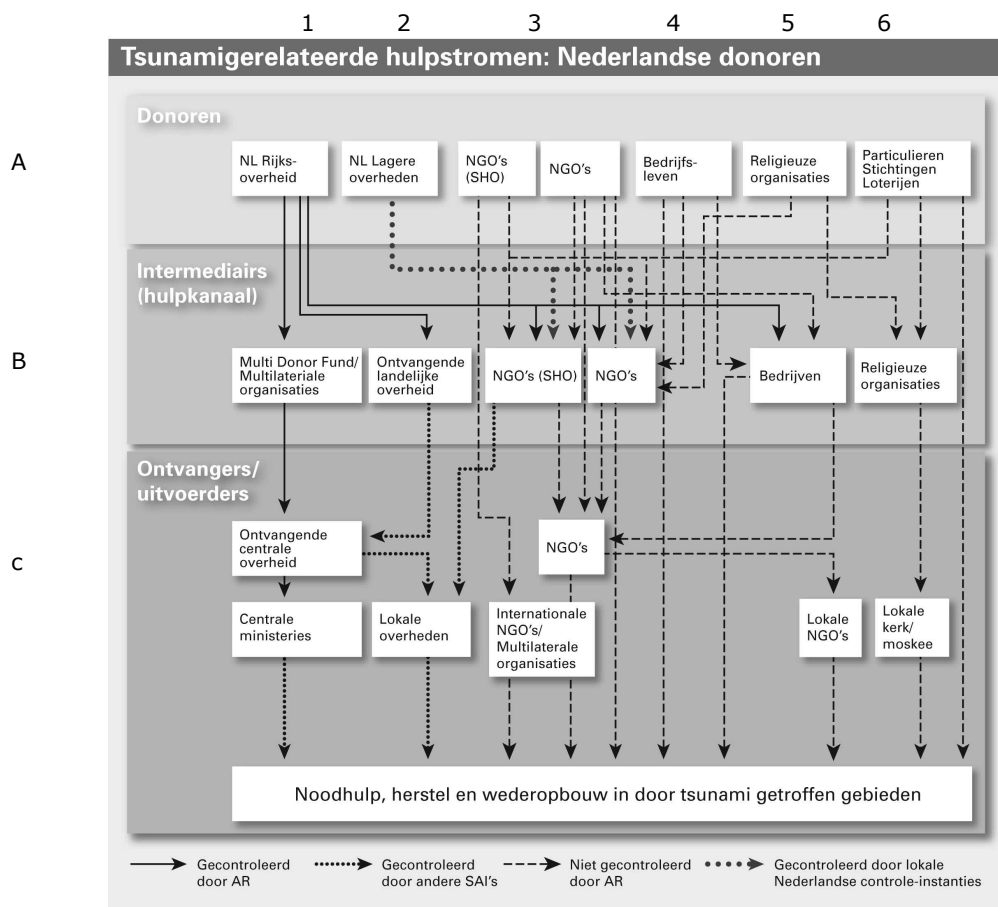 1 2 3 4 5 6
Tsunamigerelateerde hulpstromen: Nederlandse donoren
Donoren
A
NL Rijks-
overheid
NL Lagere
overheden
NGO's
(SHO)
NGO's
Bedrijfs-
leven
Religieuze
organisaties
Particulieren
Stichtingen
Loterijen
Intermediairs
(hulpkanaal)
B
Multi Donor Fund/
Multilateriale
organisaties
Ontvangende
landelijke
overheid
NGO's (SHO)
NGO's
Bedrijven
Religieuze
organisaties
Ontvangers/
uitvoerders
c
Ontvangende
centrale
overheid
NGO's
Centrale
ministeries
Lokale
overheden
Internationale
NGO's/
Multilaterale
organisaties
Lokale
NGO's
Lokale
kerk/
moskee
Noodhulp, herstel en wederopbouw in door tsunami getroffen gebieden
Gecontroleerd
door AR
Gecontroleerd
door andere SAI's
Niet gecontroleerd
door AR
Gecontroleerd door lokale
Nederlandse controle-instanties